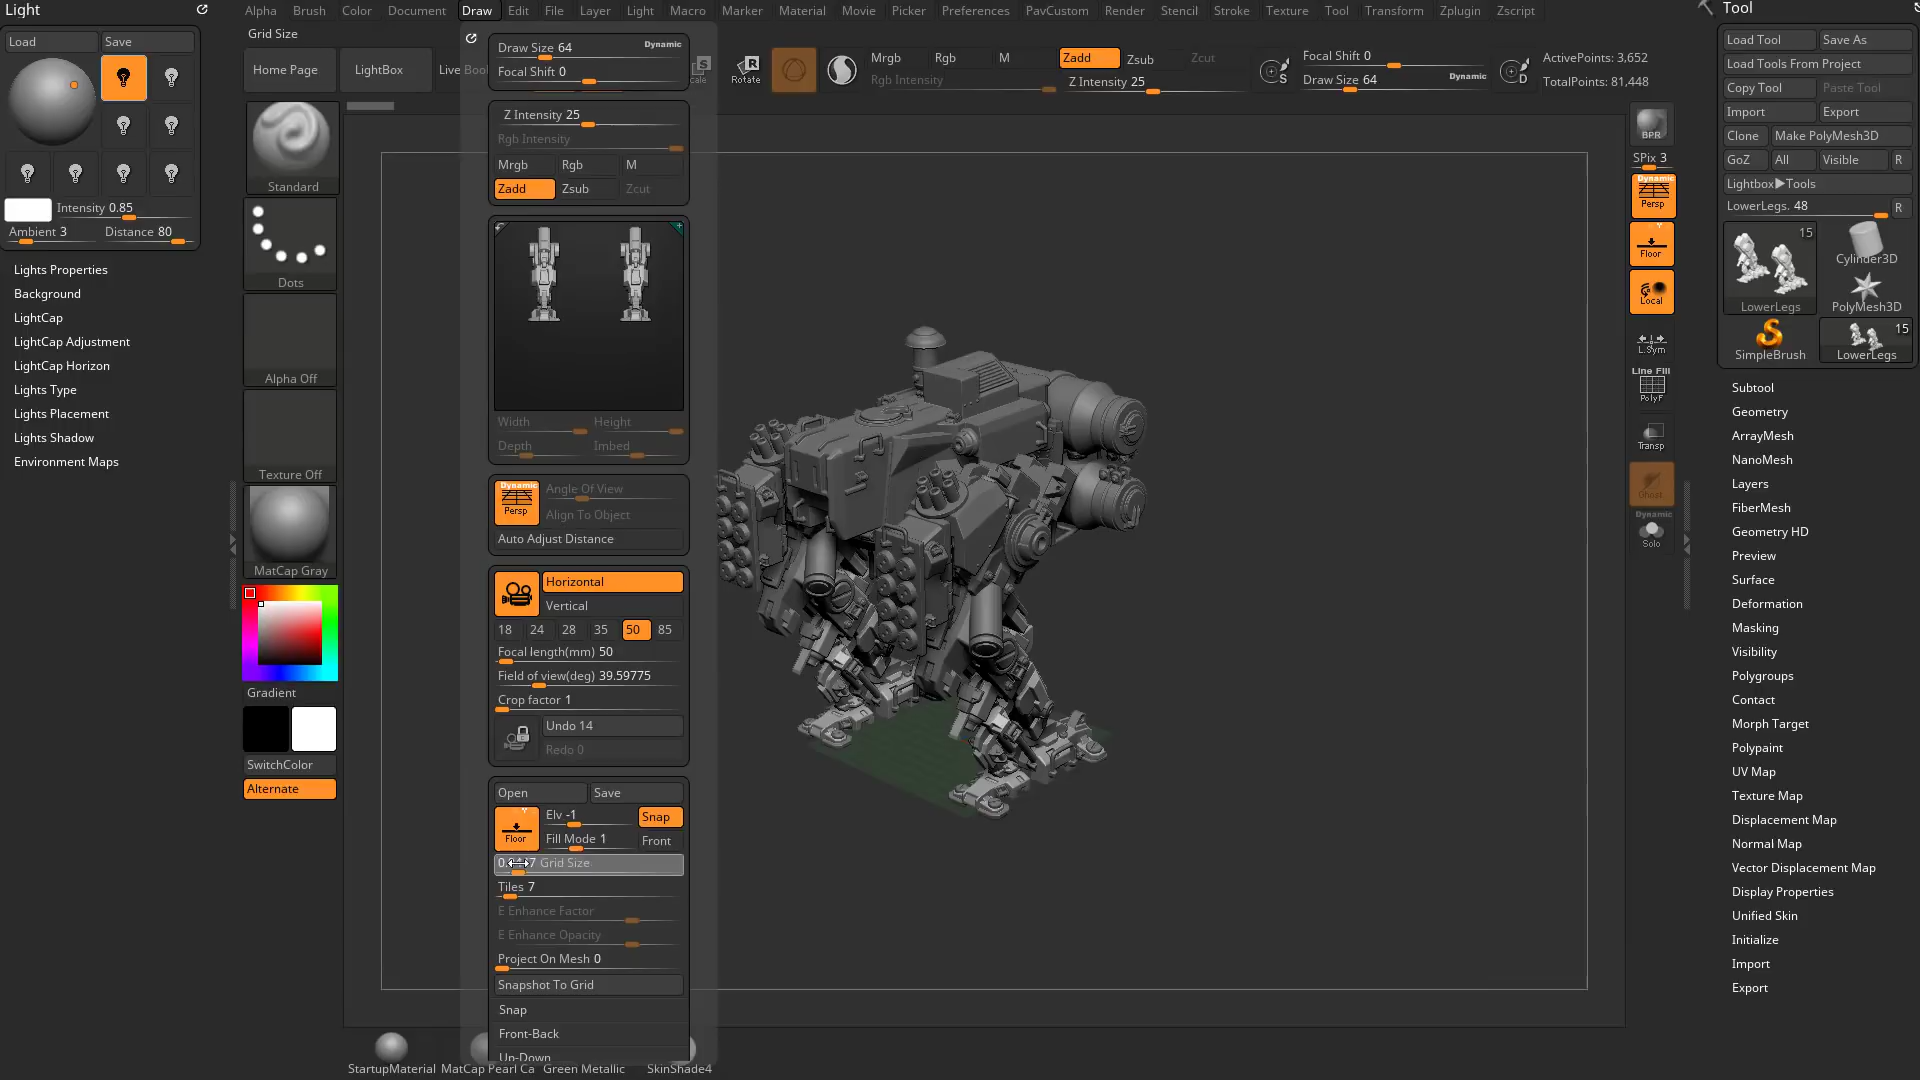 Light
Alpha Brush Color Document Draw Edit File Layer Light Macro Marker Material Movie Picker Preferences PavCustom Render Stencil Stroke Texture Tool Transform Zplugin Zscript
Tool
Load Save
Intensity 0.85
Ambient 3 Distance 80
Lights Properties
Background
LightCap
LightCap Adjustment
LightCap Horizon
Lights Type
Lights Placement
Lights Shadow
Environment Maps
Grid Size
Home Page LightBox Live Boo
Standard
Dots
Alpha Off
Texture Off
MatCap Gray
Gradient
SwitchColor
Alternate
Draw Size 64 Dynamic
Focal Shift 0
Z Intensity 25
Rgb Intensity
Mrgb Rgb M
Zadd Zsub Zcut
Width Height
Depth Imbed
Dynamic
Persp
Angle Of View
Align To Object
Auto Adjust Distance
Horizontal
Vertical
18 24 28 35 50 85
Focal length(mm) 50
Field of view(deg) 39.59775
Crop factor 1
Undo 14
Redo 0
Open Save
Floor
Elv -1 Snap
Fill Mode 1 Front
Grid Size
Tiles 7
E Enhance Factor
E Enhance Opacity
Project On Mesh 0
Snapshot To Grid
Snap
Front-Back
Up-Down
Rotate
Mrgb Rgb M Zadd Zsub Zcut
Rgb Intensity Z Intensity 25
S
Focal Shift 0
Draw Size 64 Dynamic
D
ActivePoints: 3,652
TotalPoints: 81,448
BPR
SPix 3
Dynamic
Persp
Floor
Local
L.Sym
Line Fill
PolyF
Transp
Ghost
Dynamic
Solo
Load Tool Save As
Load Tools From Project
Copy Tool Paste Tool
Import Export
Clone Make PolyMesh3D
GoZ All Visible R
Lightbox▶Tools
LowerLegs. 48 R
15
LowerLegs
Cylinder3D
PolyMesh3D
SimpleBrush
15
LowerLegs
Subtool
Geometry
ArrayMesh
NanoMesh
Layers
FiberMesh
Geometry HD
Preview
Surface
Deformation
Masking
Visibility
Polygroups
Contact
Morph Target
Polypaint
UV Map
Texture Map
Displacement Map
Normal Map
Vector Displacement Map
Display Properties
Unified Skin
Initialize
Import
Export
StartupMaterial MatCap Pearl Ca Green Metallic SkinShade4